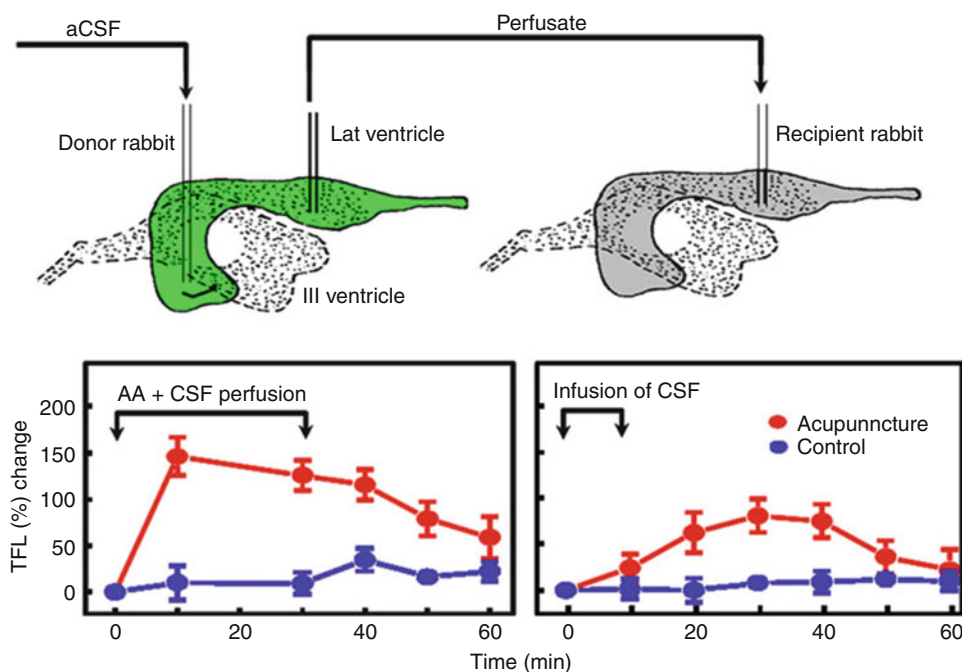 aCSF
Perfusate
Donor rabbit
Lat ventricle
Recipient rabbit
III ventricle
AA + CSF perfusion
Infusion of CSF
Acupunncture
Control
TFL (%) change
200
150
100
50
0
0
20
40
60
0
20
40
60
Time (min)